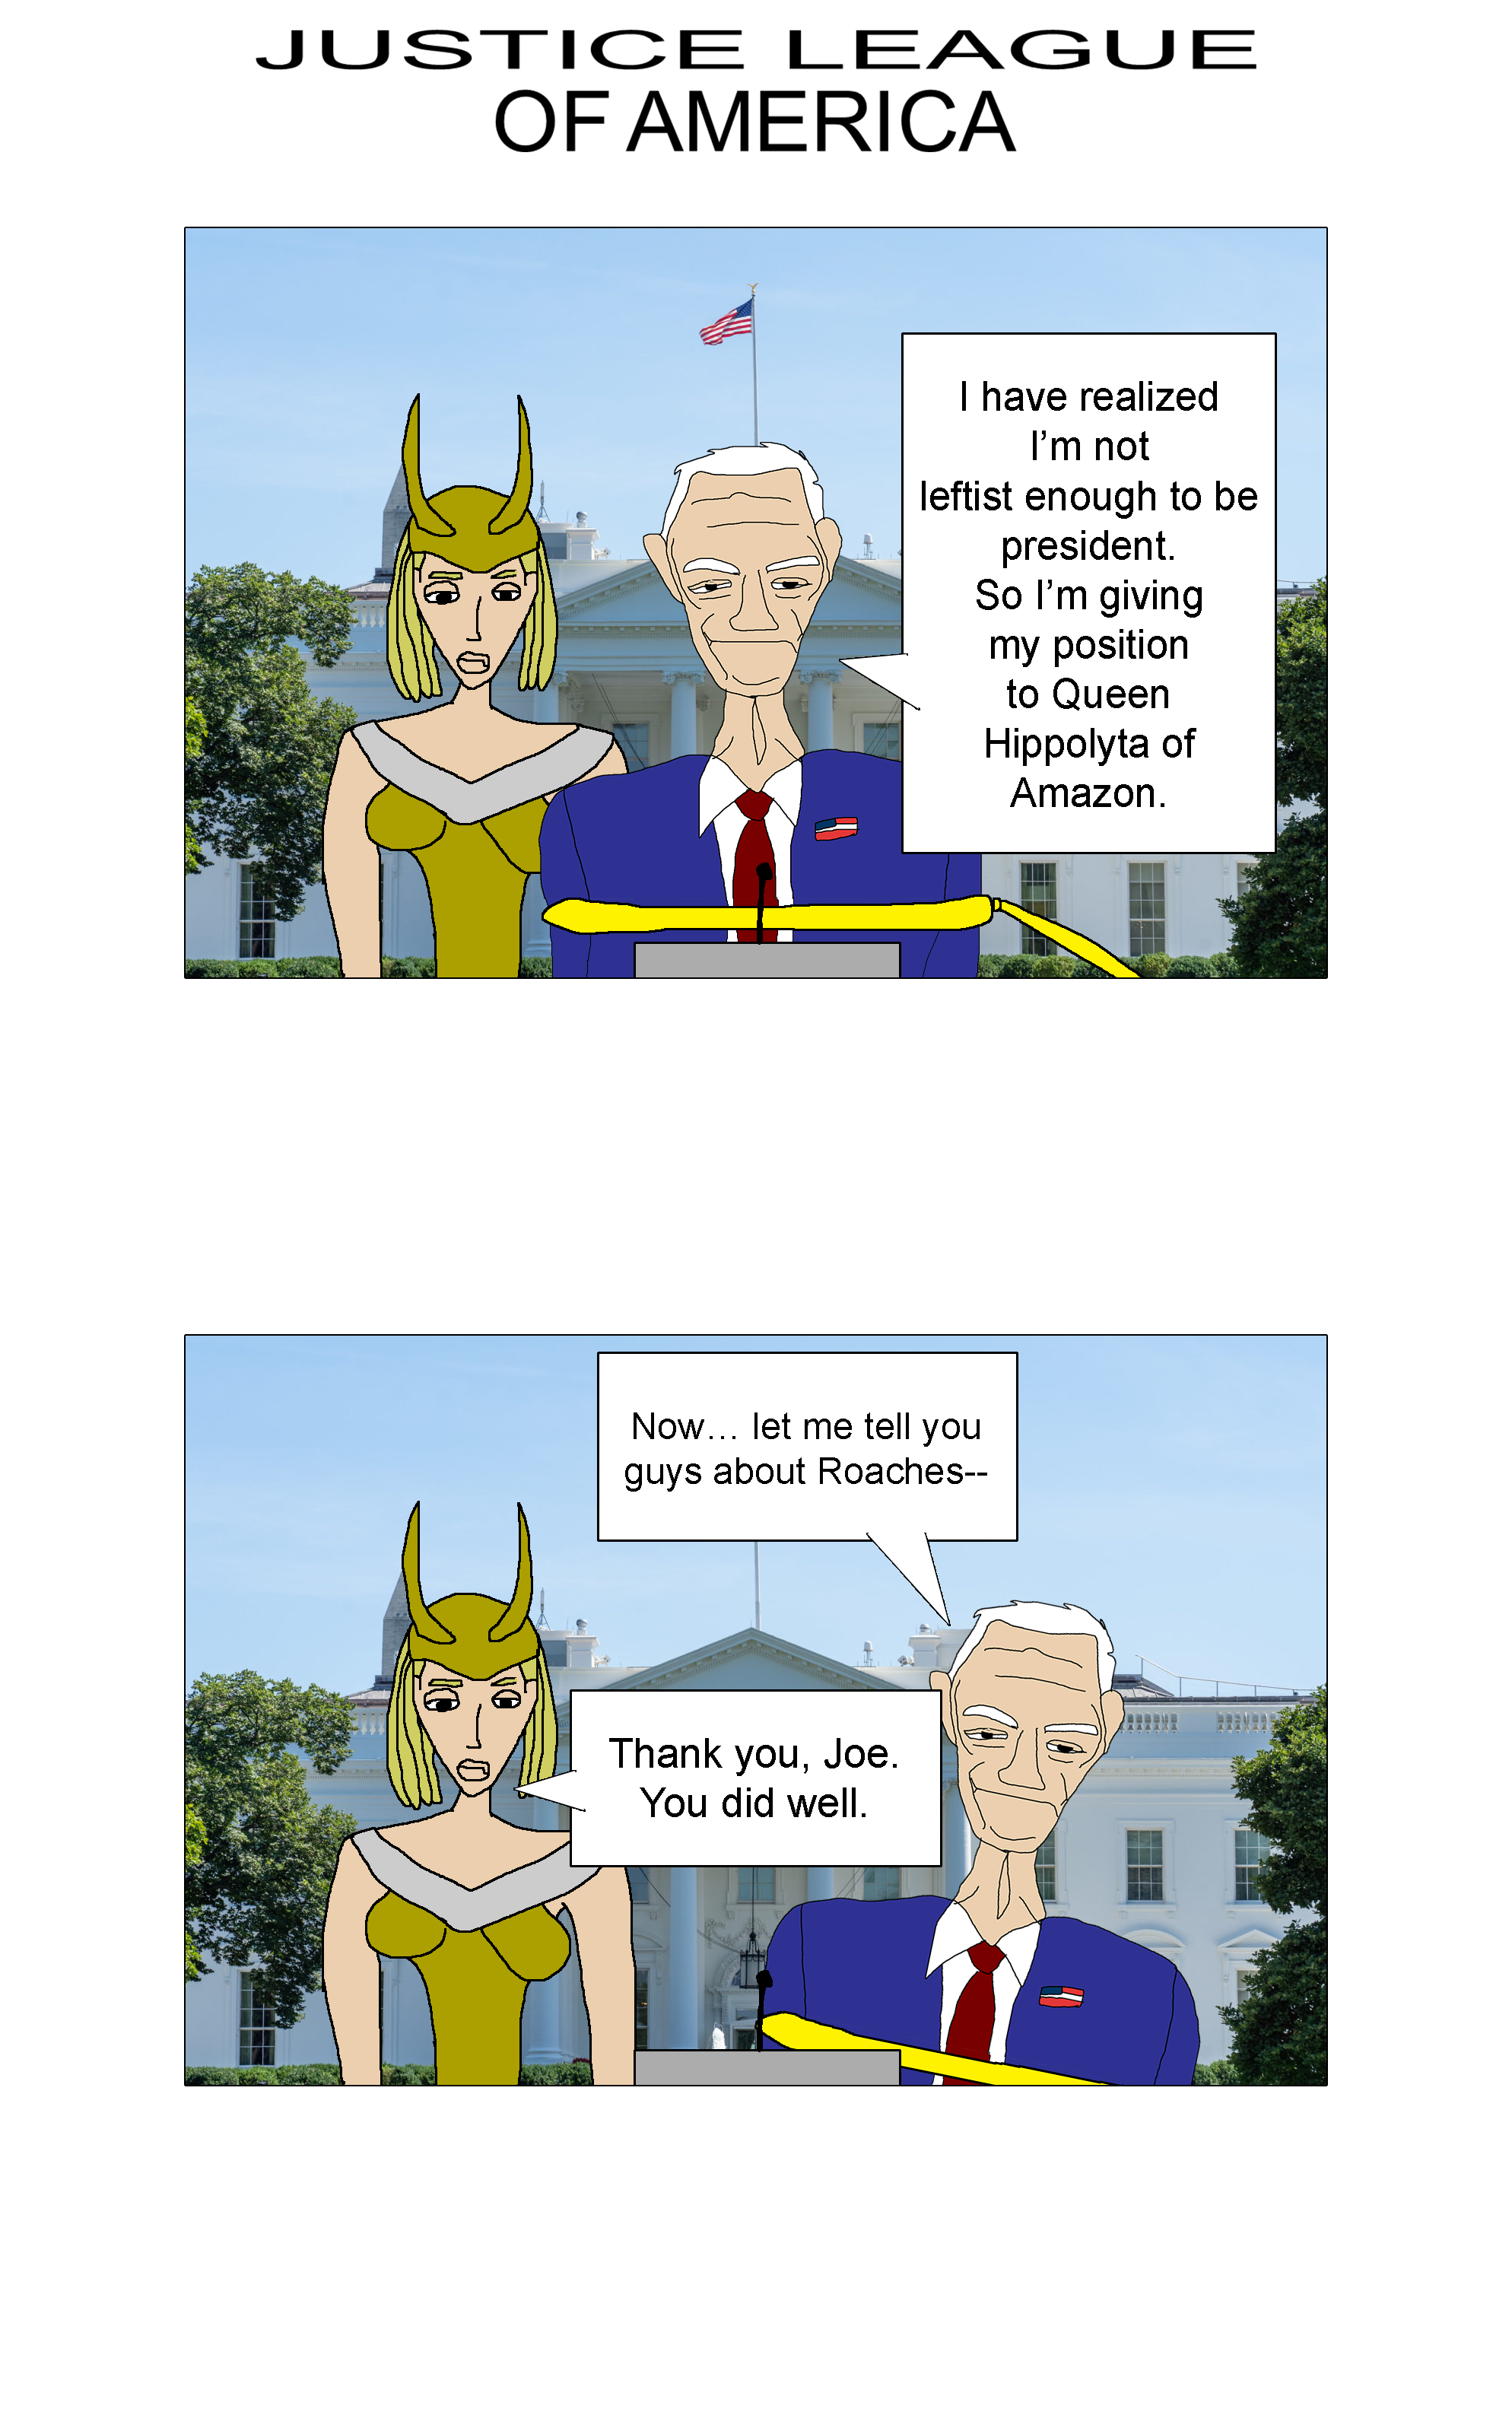 JUSTICE LEAGUE
OF AMERICA
I have realized
I’m not
leftist enough to be
president.
So I’m giving
my position
to Queen
Hippolyta of
Amazon.
Now… let me tell you
guys about Roaches--
Thank you, Joe.
You did well.